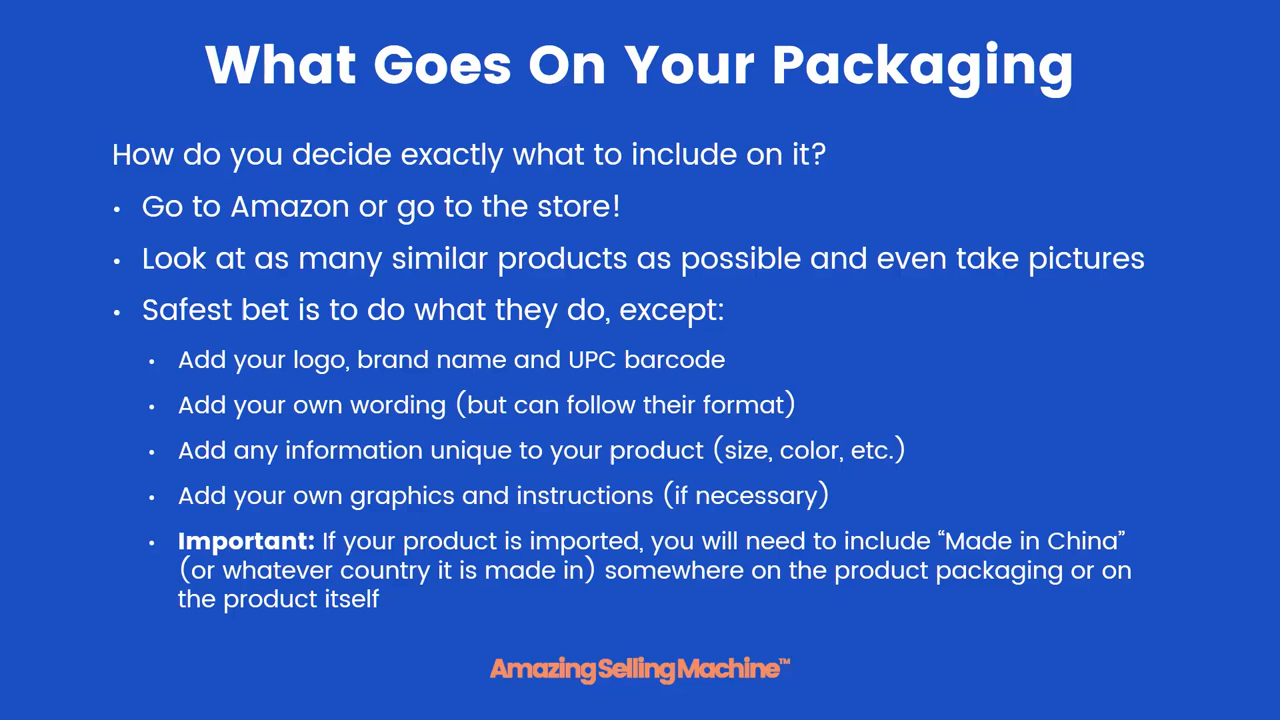 What Goes On Your Packaging
How do you decide exactly what to include on it?
• Go to Amazon or go to the store!
• Look at as many similar products as possible and even take pictures
• Safest bet is to do what they do, except:
• Add your logo, brand name and UPC barcode
• Add your own wording (but can follow their format)
• Add any information unique to your product (size, color, etc.)
• Add your own graphics and instructions (if necessary)
• Important: If your product is imported, you will need to include “Made in China”
(or whatever country it is made in) somewhere on the product packaging or on
the product itself
AmazingSellingMachine™